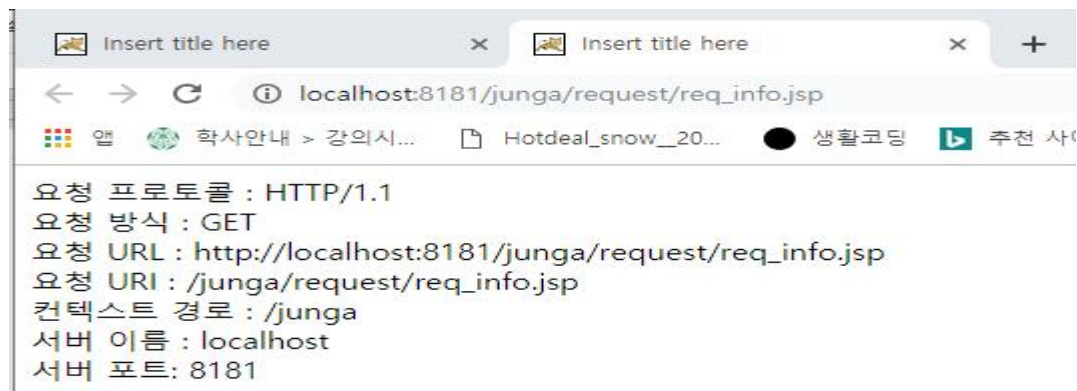 Insert title here
Insert title here
localhost:8181/junga/request/req_info.jsp
앱 학사안내 > 강의시... Hotdeal_snow__20... 생활코딩 추천
요청 프로토콜 : HTTP/1.1
요청 방식 : GET
요청 URL : http://localhost:8181/junga/request/req_info.jsp
요청 URI : /junga/request/req_info.jsp
컨텍스트 경로 : /junga
서버 이름 : localhost
서버 포트: 8181